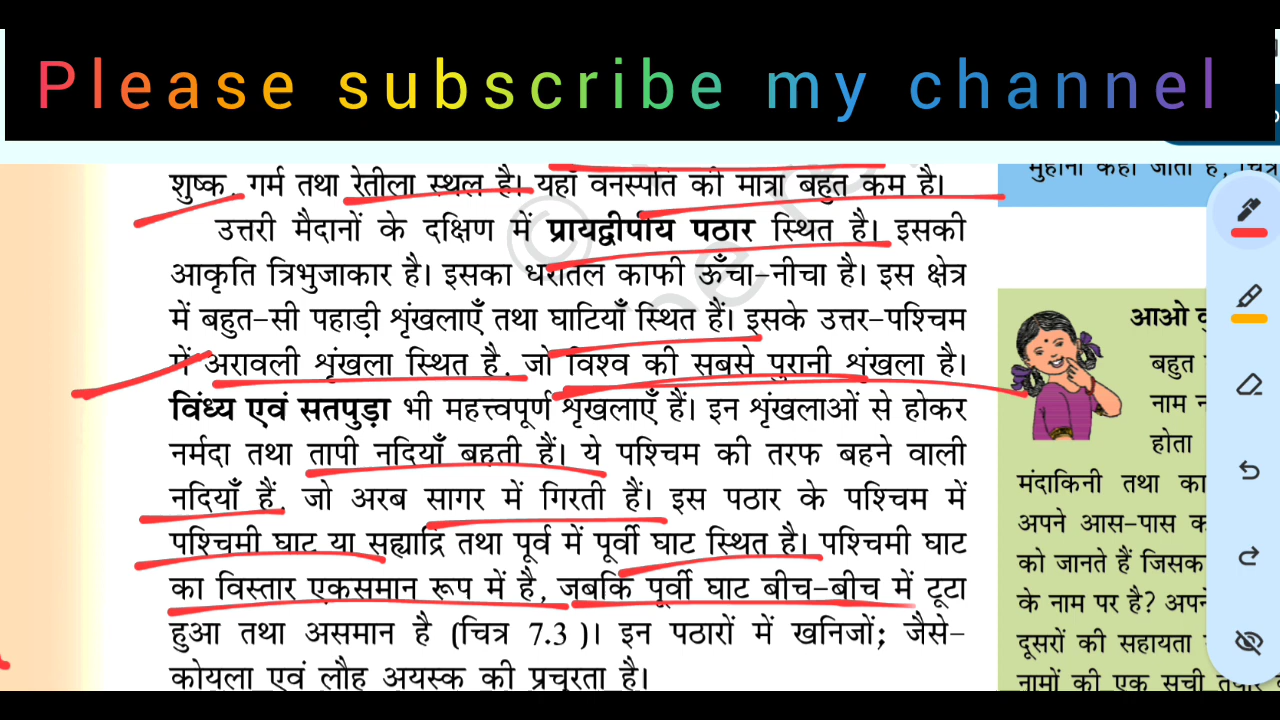 Please subscribe my channel
शुष्क, गर्म तथा रेतीला स्थल है। यहाँ वनस्पति की मात्रा बहुत कम है।
उत्तरी मैदानों के दक्षिण में प्रायद्वीपीय पठार स्थित है। इसकी
आकृति त्रिभुजाकार है। इसका धरातल काफी ऊँचा-नीचा है। इस क्षेत्र
में बहुत-सी पहाड़ी शृंखलाएँ तथा घाटियाँ स्थित हैं। इसके उत्तर-पश्चिम
में अरावली शृंखला स्थित है, जो विश्व की सबसे पुरानी शृंखला है।
विंध्य एवं सतपुड़ा भी महत्त्वपूर्ण शृंखलाएँ हैं। इन शृंखलाओं से होकर
नर्मदा तथा तापी नदियाँ बहती हैं। ये पश्चिम की तरफ बहने वाली
नदियाँ हैं, जो अरब सागर में गिरती हैं। इस पठार के पश्चिम में
पश्चिमी घाट या सह्याद्रि तथा पूर्व में पूर्वी घाट स्थित है। पश्चिमी घाट
का विस्तार एकसमान रूप में है, जबकि पूर्वी घाट बीच-बीच में टूटा
हुआ तथा असमान है (चित्र 7.3 )। इन पठारों में खनिजों; जैसे-
कोयला एवं लौह अयस्क की प्रचुरता है।
मुहाना कहा जाता है, चित्र
आओ
बहुत
नाम
होता
मंदाकिनी तथा
अपने आस-पास
को जानते हैं
के नाम पर है?
दूसरों की सहायता
नामों की एक सूची